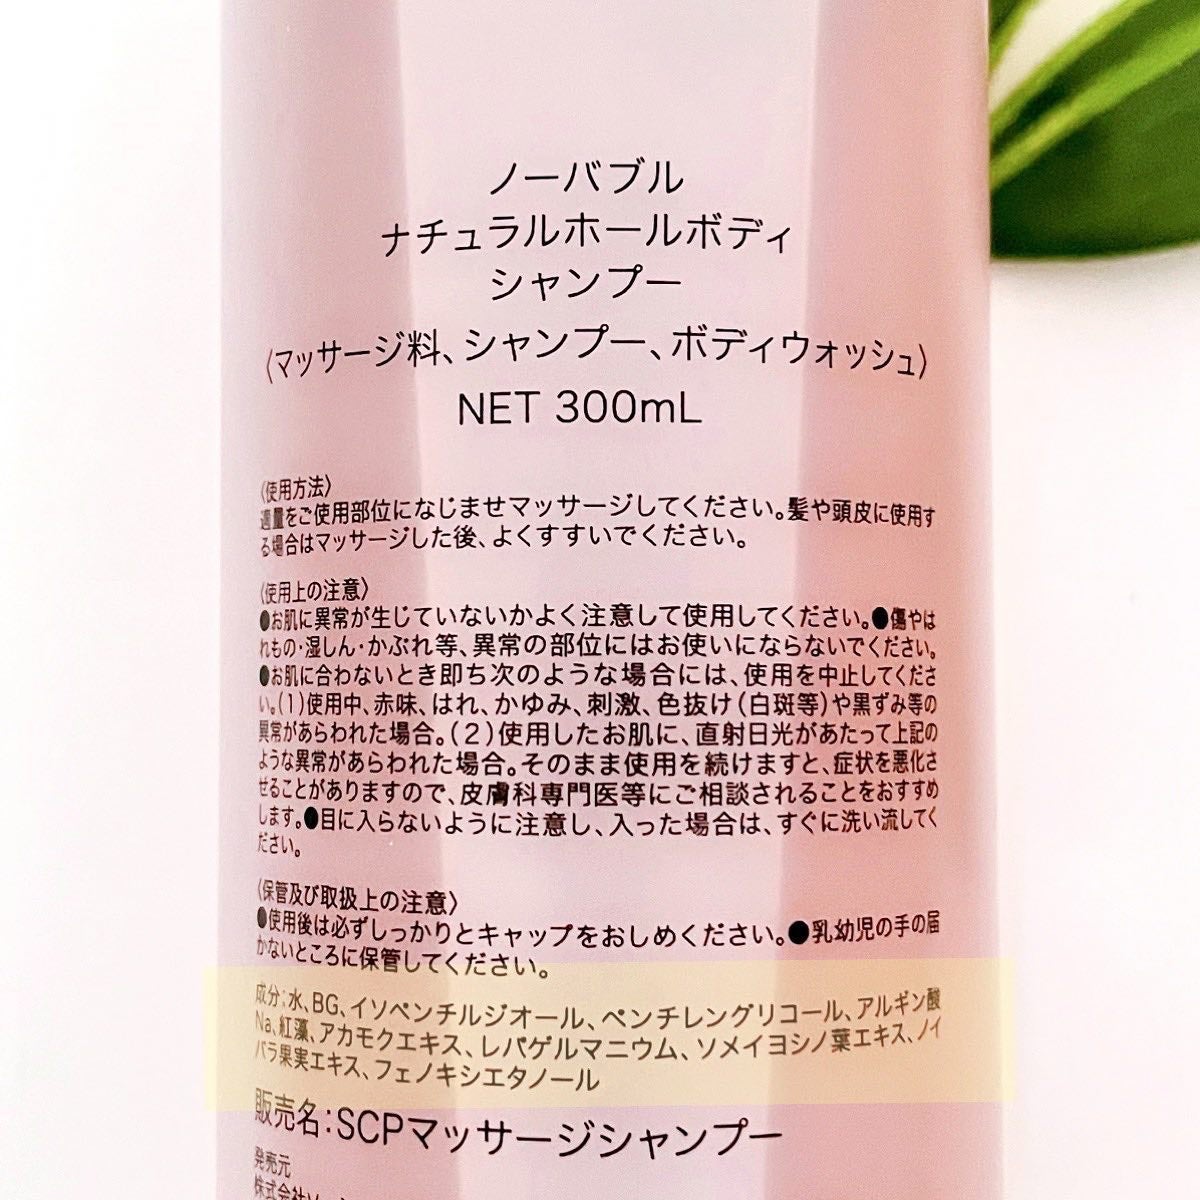 ノーバブル
ナチュラルホールボディ
シャンプー
〈マッサージ料、シャンプー、ボディウォッシュ〉
NET 300mL
〈使用方法〉
適量をご使用部位になじませマッサージしてください。髪や頭皮に使用す
る場合はマッサージした後、よくすすいでください。
〈使用上の注意〉
●お肌に異常が生じていないかよく注意して使用してください。●傷やは
れもの・湿しん・かぶれ等、異常の部位にはお使いにならないでください。
●お肌に合わないとき即ち次のような場合には、使用を中止してくださ
い。(1)使用中、赤味、はれ、かゆみ、刺激、色抜け(白斑等)や黒ずみ等の
異常があらわれた場合。(2)使用したお肌に、直射日光があたって上記の
ような異常があらわれた場合。そのまま使用を続けますと、症状を悪化さ
せることがありますので、皮膚科専門医等にご相談されることをおすすめ
します。●目に入らないように注意し、入った場合は、すぐに洗い流してく
ださい。
〈保管及び取扱上の注意〉
●使用後は必ずしっかりとキャップをおしめください。●乳幼児の手の届
かないところに保管してください。
成分:水、BG、イソペンチルジオール、ペンチレングリコール、アルギン酸
Na、紅藻、アカモクエキス、レパゲルマニウム、ソメイヨシノ葉エキス、ノイ
バラ果実エキス、フェノキシエタノール
販売名:SCPマッサージシャンプー
発売元
株式会社